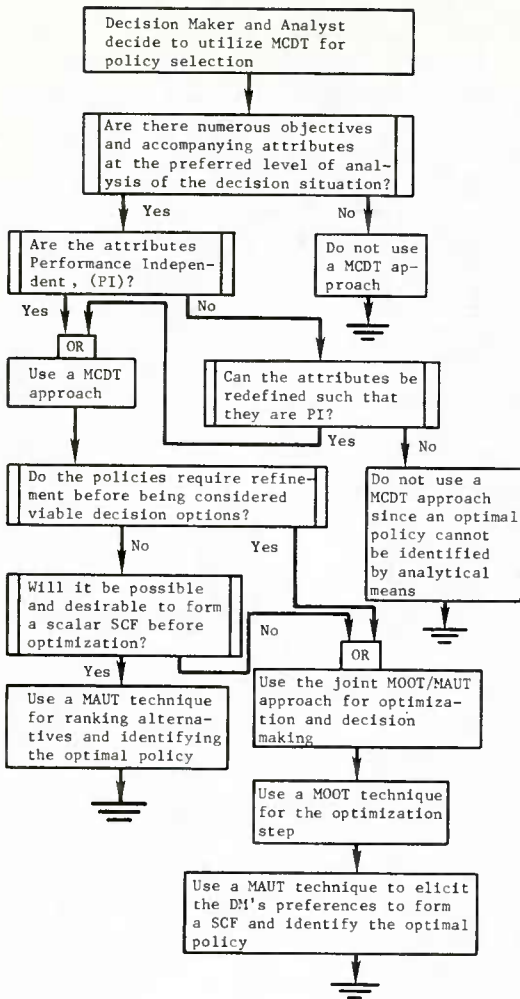 Decision Maker and Analyst
decide to utilize MCDT for
policy selection
Are there numerous objectives
and accompanying attributes
at the preferred level of anal-
ysis of the decision situation?
Yes
No
Are the attributes
Performance Indepen-
dent, (PI)?
Do not use
a MCDT ap-
proach
Yes
No
OR
Use a MCDT
approach
Can the attributes be
redefined such that
they are PI?
Yes
No
Do the policies require refine-
ment before being considered
viable decision options?
Do not use a
MCDT approach
since an optimal
policy cannot
be identified
by analytical
means
No
Yes
Will it be possible
and desirable to form
a scalar SCF before
optimization?
No
Yes
OR
Use a MAUT technique
for ranking alterna-
tives and identifying
the optimal policy
Use the joint MOOT/MAUT
approach for optimiza-
tion and decision
making
Use a MOOT technique
for the optimization
step
Use a MAUT technique to elicit
the DM's preferences to form
a SCF and identify the optimal
policy